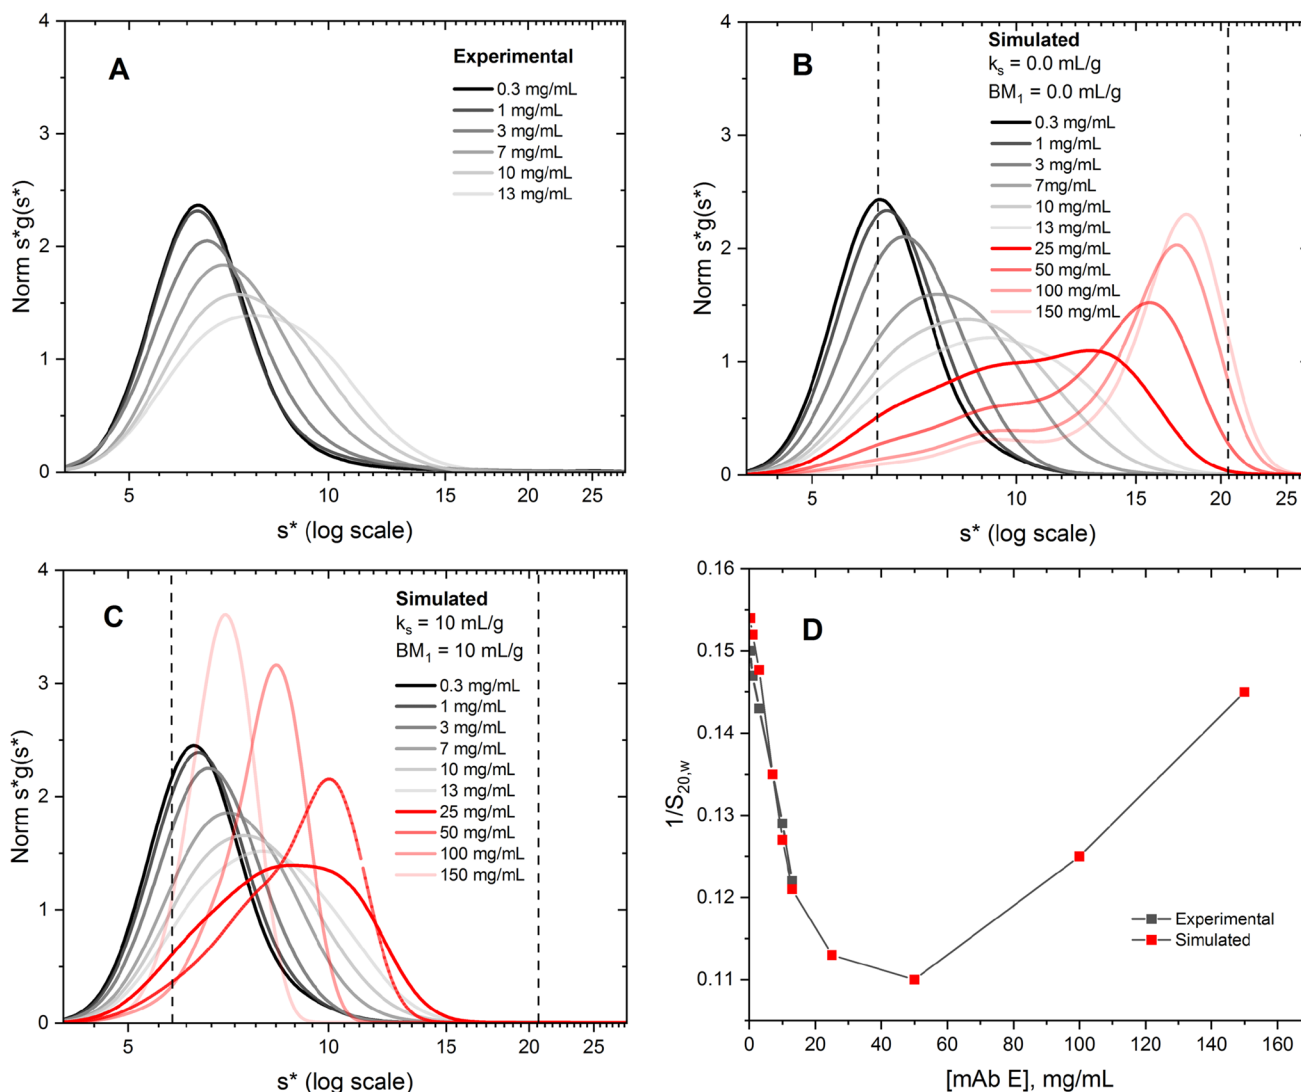 A
Experimental
0.3 mg/mL
1 mg/mL
3 mg/mL
7 mg/mL
10 mg/mL
13 mg/mL
Norm s*g(s*)
4
3
2
1
0
5
10
15
20
25
s* (log scale)
B
Simulated
kₛ = 0.0 mL/g
BM₁ = 0.0 mL/g
0.3 mg/mL
1 mg/mL
3 mg/mL
7mg/mL
10 mg/mL
13 mg/mL
25 mg/mL
50 mg/mL
100 mg/mL
150 mg/mL
Norm s*g(s*)
4
3
2
1
0
5
10
15
20
25
s* (log scale)
C
Simulated
kₛ = 10 mL/g
BM₁ = 10 mL/g
0.3 mg/mL
1 mg/mL
3 mg/mL
7 mg/mL
10 mg/mL
13 mg/mL
25 mg/mL
50 mg/mL
100 mg/mL
150 mg/mL
Norm s*g(s*)
4
3
2
1
0
5
10
15
20
25
s* (log scale)
D
1/S20,w
0.16
0.15
0.14
0.13
0.12
0.11
0
20
40
60
80
100
120
140
160
Experimental
Simulated
[mAb E], mg/mL